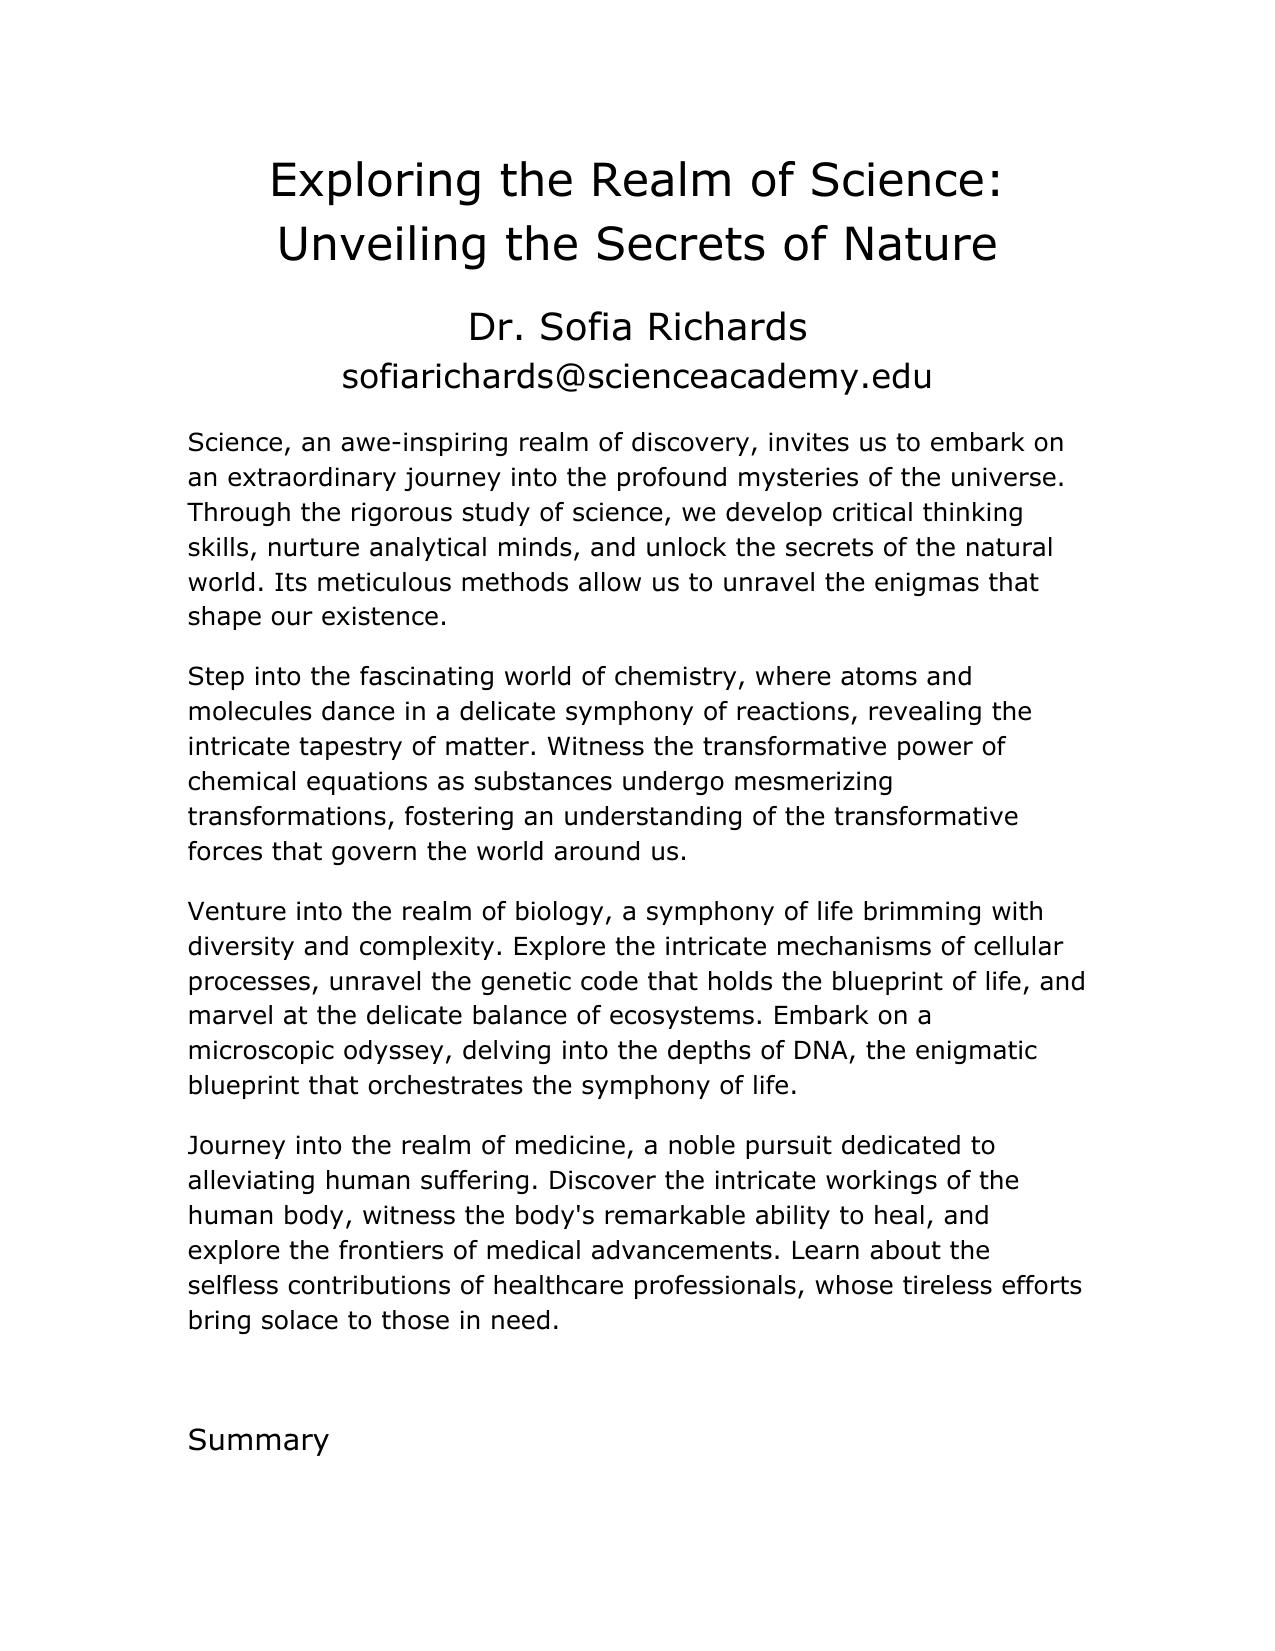 Exploring the Realm of Science:
Unveiling the Secrets of Nature
Dr. Sofia Richards
sofiarichards@scienceacademy.edu
Science, an awe-inspiring realm of discovery, invites us to embark on
an extraordinary journey into the profound mysteries of the universe.
Through the rigorous study of science, we develop critical thinking
skills, nurture analytical minds, and unlock the secrets of the natural
world. Its meticulous methods allow us to unravel the enigmas that
shape our existence.
Step into the fascinating world of chemistry, where atoms and
molecules dance in a delicate symphony of reactions, revealing the
intricate tapestry of matter. Witness the transformative power of
chemical equations as substances undergo mesmerizing
transformations, fostering an understanding of the transformative
forces that govern the world around us.
Venture into the realm of biology, a symphony of life brimming with
diversity and complexity. Explore the intricate mechanisms of cellular
processes, unravel the genetic code that holds the blueprint of life, and
marvel at the delicate balance of ecosystems. Embark on a
microscopic odyssey, delving into the depths of DNA, the enigmatic
blueprint that orchestrates the symphony of life.
Journey into the realm of medicine, a noble pursuit dedicated to
alleviating human suffering. Discover the intricate workings of the
human body, witness the body's remarkable ability to heal, and
explore the frontiers of medical advancements. Learn about the
selfless contributions of healthcare professionals, whose tireless efforts
bring solace to those in need.
Summary